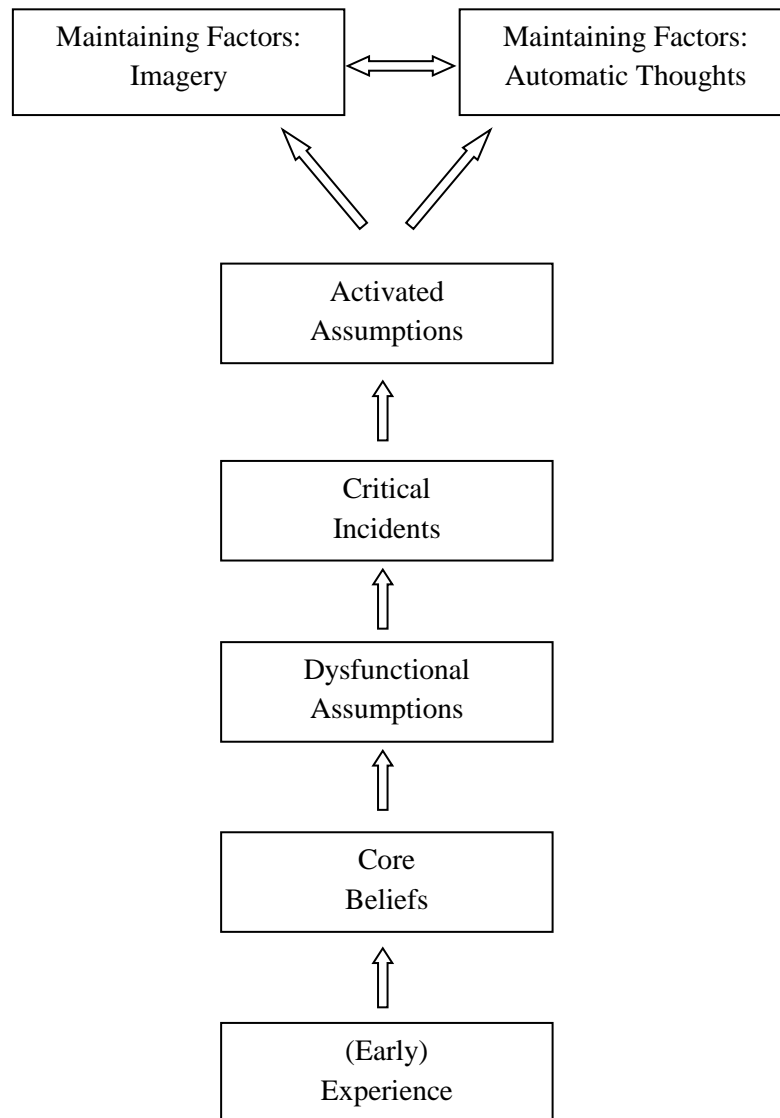 Maintaining Factors:
Imagery
Maintaining Factors:
Automatic Thoughts
Activated
Assumptions
Critical
Incidents
Dysfunctional
Assumptions
Core
Beliefs
(Early)
Experience